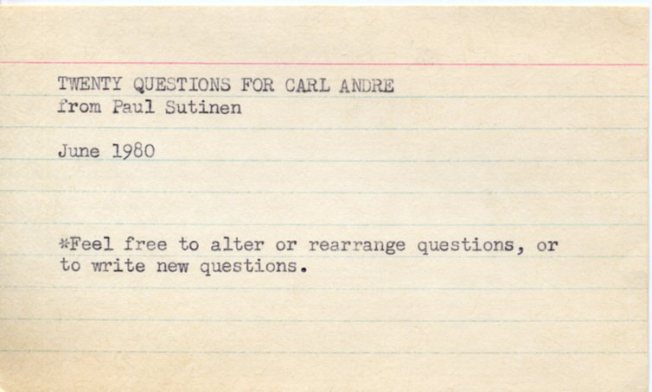 TWENTY QUESTIONS FOR CARL ANDRE
from Paul Sutinen
June 1980
*Feel free to alter or rearrange questions, or
to write new questions.